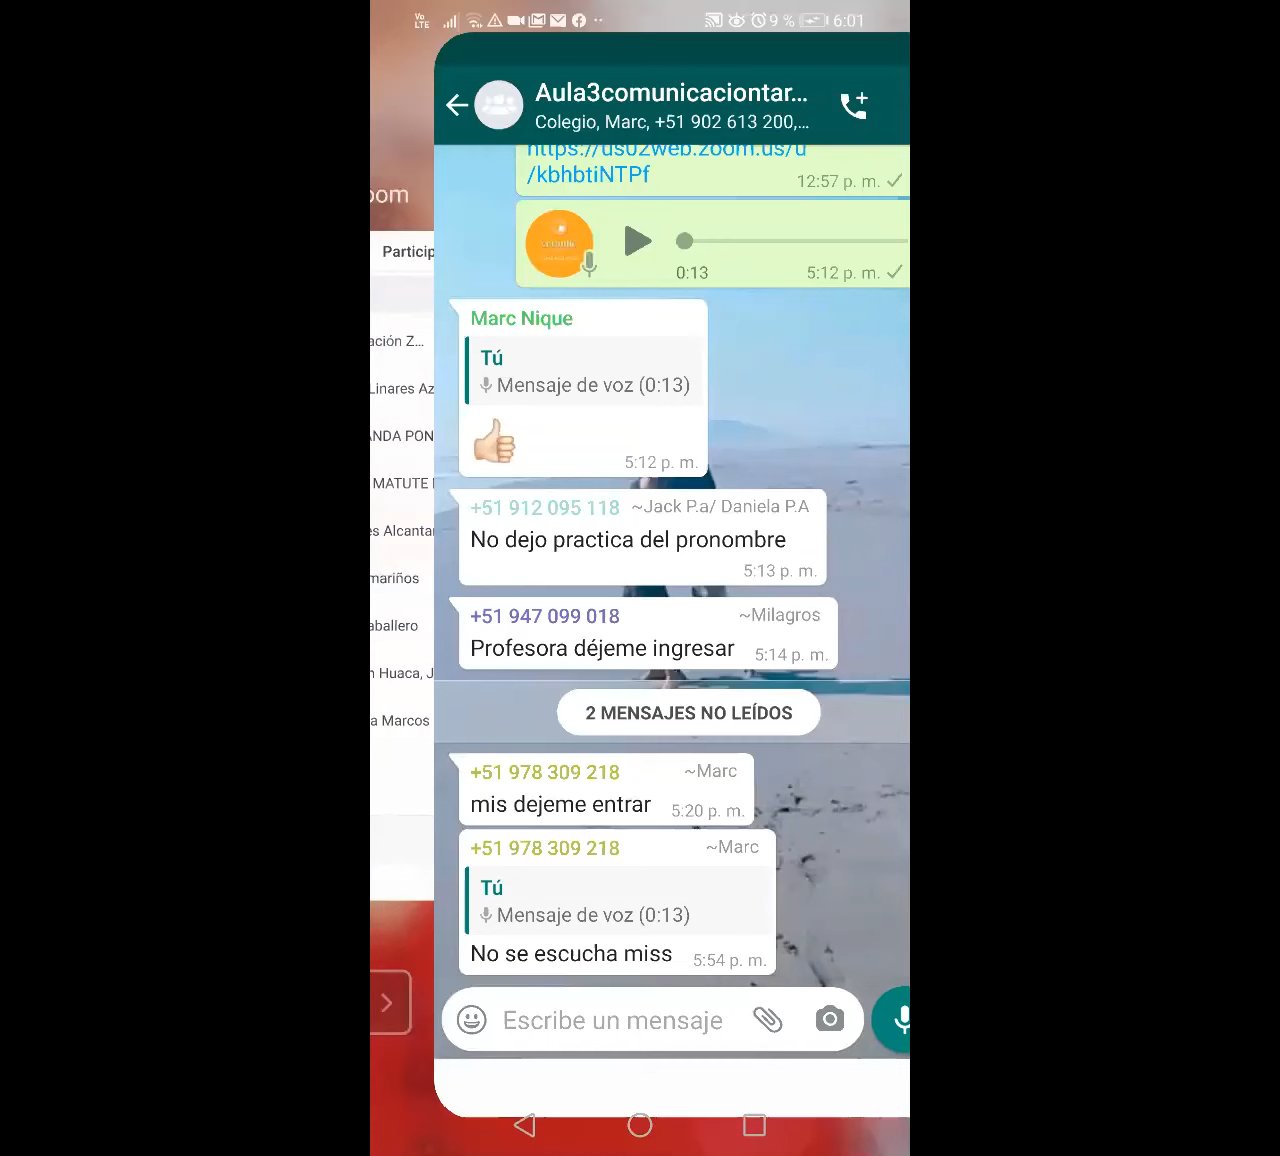 Vo
LTE
9 %
6:01
Aula3comunicaciontar...
Colegio, Marc, +51 902 613 200,...
https://us02web.zoom.us/u
/kbhbtiNTPf
12:57 p. m.
oom
Particip
0:13
5:12 p. m.
Marc Nique
Tú
Mensaje de voz (0:13)
5:12 p. m.
ación Z...
Linares Az
NDA PON
MATUTE
es Alcanta
mariños
aballero
n Huaca, J
a Marcos
+51 912 095 118 ~Jack P.a/ Daniela P.A
No dejo practica del pronombre
5:13 p. m.
+51 947 099 018 ~Milagros
Profesora déjeme ingresar
5:14 p. m.
2 MENSAJES NO LEÍDOS
+51 978 309 218 ~Marc
mis dejeme entrar
5:20 p. m.
+51 978 309 218 ~Marc
Tú
Mensaje de voz (0:13)
No se escucha miss
5:54 p. m.
Escribe un mensaje